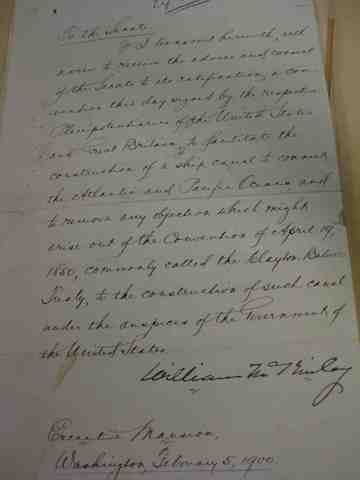 To the Senate:
I transmit herewith, with
a view to receive the advice and consent
of the Senate to its ratification, a con-
vention this day signed by the respective
Plenipotentiaries of the United States
and Great Britain, to facilitate the
construction of a ship canal to connect
the Atlantic and Pacific Oceans, and
to remove any objection which might
arise out of the Convention of April 19,
1850, commonly called the Clayton-Bulwer
Treaty, to the construction of such canal
under the auspices of the Government of
the United States.
William McKinley
Executive Mansion,
Washington, February 5, 1900.